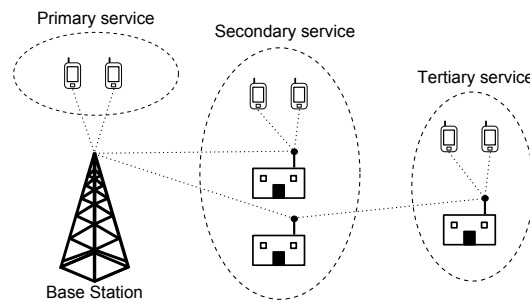 Primary service
Secondary service
Tertiary service
Base Station